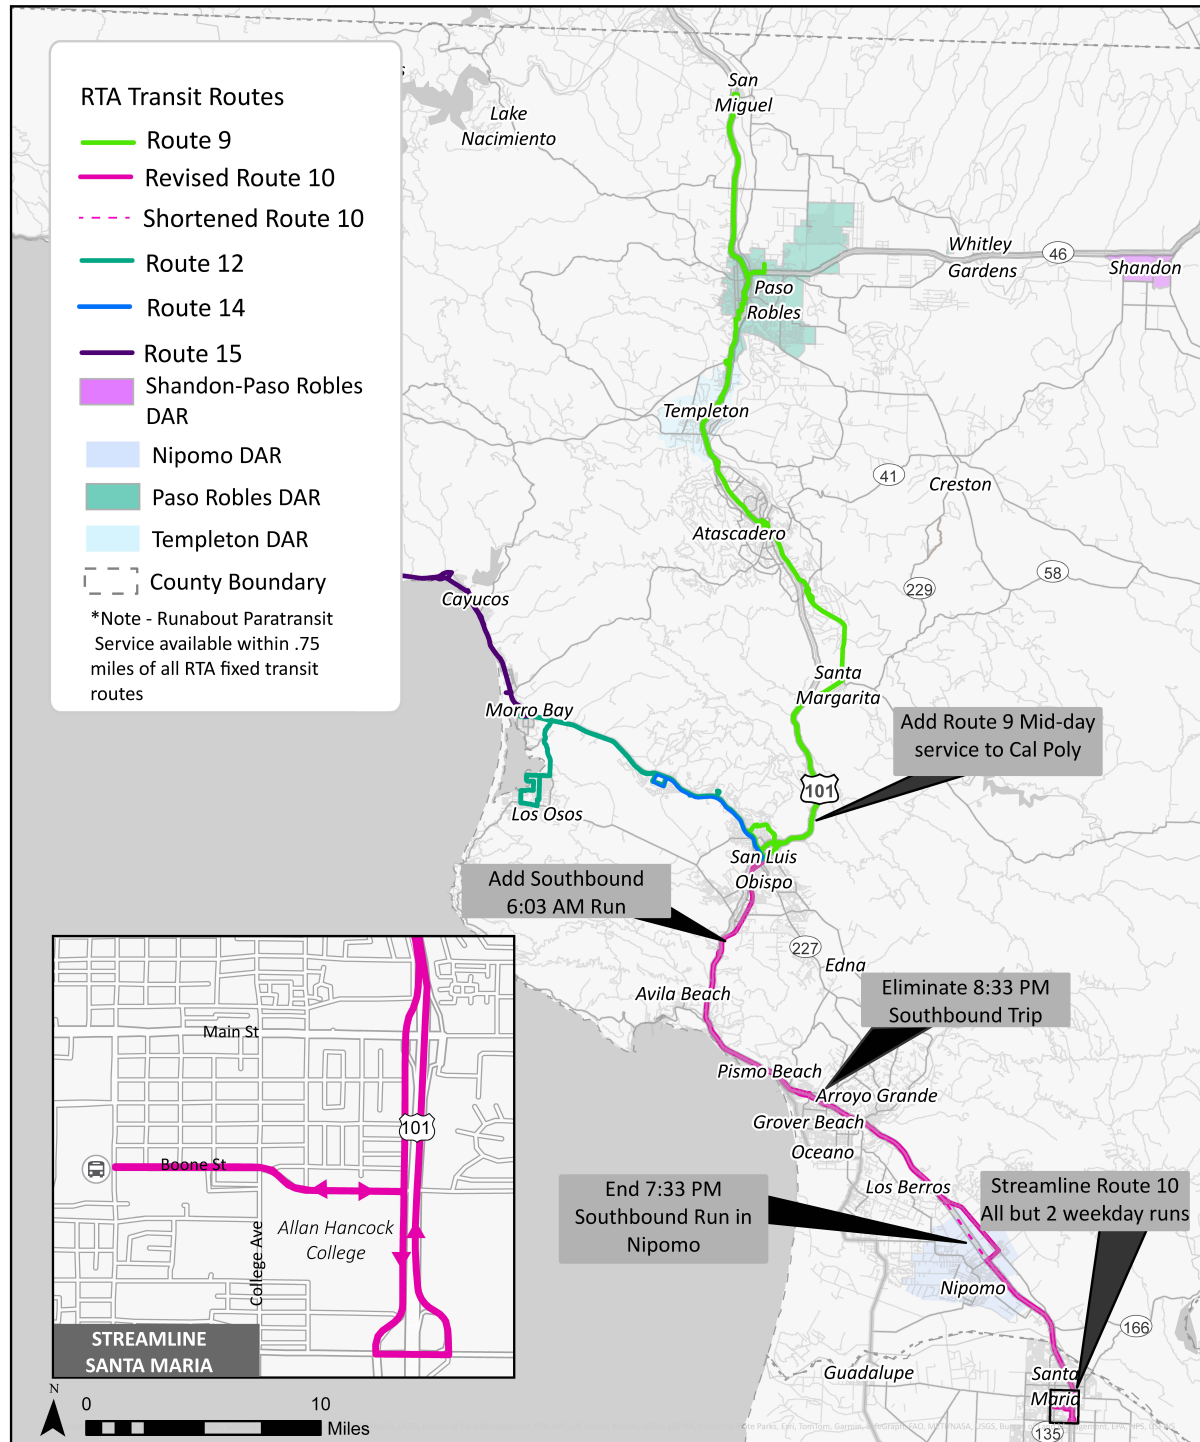 RTA Transit Routes
Route 9
Revised Route 10
Shortened Route 10
Route 12
Route 14
Route 15
Shandon-Paso Robles
DAR
Nipomo DAR
Paso Robles DAR
Templeton DAR
County Boundary
*Note - Runabout Paratransit
Service available within .75
miles of all RTA fixed transit
routes
San
Miguel
Lake
Nacimiento
Whitley
Gardens
46
Shandon
Paso
Robles
Templeton
41
Creston
Atascadero
58
229
Cayucos
Santa
Margarita
Morro Bay
Add Route 9 Mid-day
service to Cal Poly
101
Los Osos
San Luis
Obispo
Add Southbound
6:03 AM Run
227
Edna
Avila Beach
Eliminate 8:33 PM
Southbound Trip
Pismo Beach
Arroyo Grande
Grover Beach
Oceano
Los Berros
End 7:33 PM
Southbound Run in
Nipomo
Streamline Route 10
All but 2 weekday runs
Nipomo
166
Guadalupe
Santa
Maria
135
Main St
101
Boone St
Allan Hancock
College
College Ave
STREAMLINE
SANTA MARIA
N
0 10
Miles